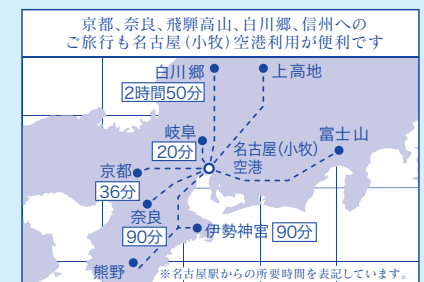 京都、奈良、飛騨高山、白川郷、信州への
ご旅行も名古屋(小牧)空港利用が便利です
白川郷
2時間50分
上高地
岐阜
20分
名古屋(小牧)
空港
富士山
京都
36分
奈良
90分
伊勢神宮 90分
熊野
※名古屋駅からの所要時間を表記しています。